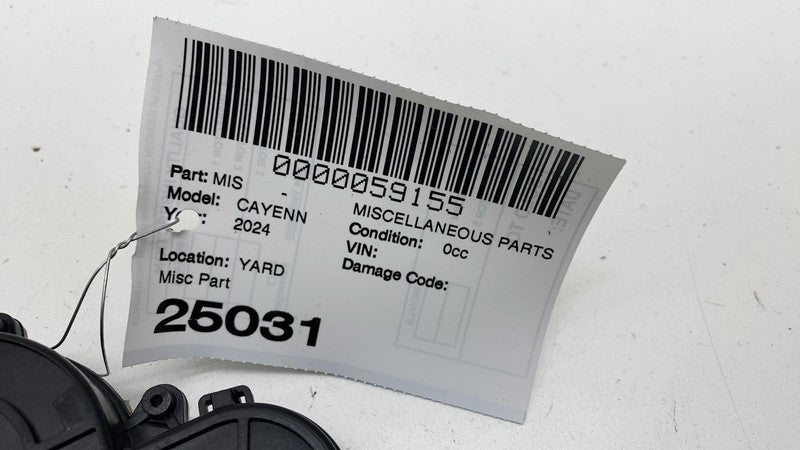 0000059155
Part: MIS - MISCELLANEOUS PARTS
Model: CAYENN Condition: 0cc
2024 VIN:
Location: YARD Damage Code:
Misc Part
25031